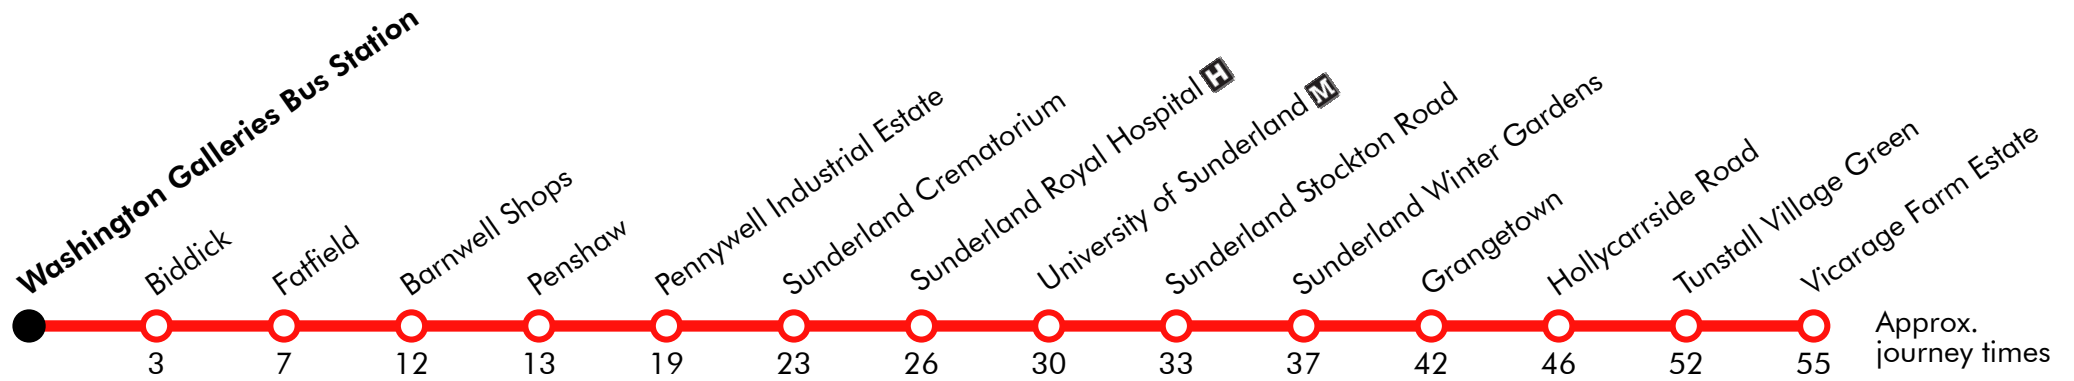 Washington Galleries Bus Station
Biddick
Fatfield
Barnwell Shops
Penshaw
Pennywell Industrial Estate
Sunderland Crematorium
Sunderland Royal Hospital H
University of Sunderland M
Sunderland Stockton Road
Sunderland Winter Gardens
Grangetown
Hollycarrside Road
Tunstall Village Green
Vicarage Farm Estate
3 7 12 13 19 23 26 30 33 37 42 46 52 55
Approx.
journey times